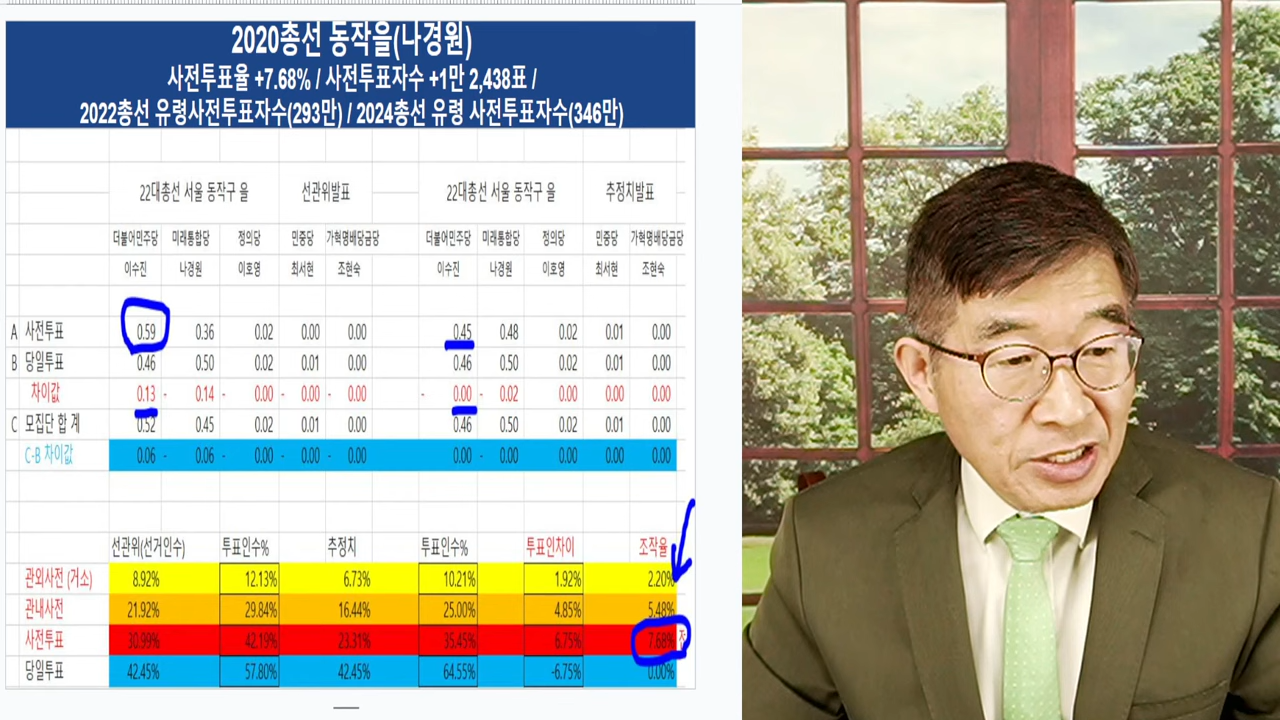 2020총선 동작을(나경원)
사전투표율 +7.68% / 사전투표자수 +1만 2,438표 /
2022총선 유령사전투표자수(293만) / 2024총선 유령 사전투표자수(346만)
22대총선 서울 동작구 을 선관위발표 22대총선 서울 동작구 을 추정치발표
더불어민주당 미래통합당 정의당 민중당 가혁명배당금당 더불어민주당 미래통합당 정의당 민중당 가혁명배당금당
이수진 나경원 이호영 최서현 조현숙 이수진 나경원 이호영 최서현 조현숙
A 사전투표 0.59 0.36 0.02 0.00 0.00 0.45 0.48 0.02 0.01 0.00
B 당일투표 0.46 0.50 0.02 0.01 0.00 0.46 0.50 0.02 0.01 0.00
차이값 0.13 - 0.14 - 0.00 - 0.00 - 0.00 - 0.00 - 0.02 0.00 0.00 0.00
C 모집단 합 계 0.52 0.45 0.02 0.01 0.00 0.46 0.50 0.02 0.01 0.00
C-B 차이값 0.06 - 0.06 - 0.00 - 0.00 - 0.00 0.00 - 0.00 0.00 0.00 0.00
선관위(선거인수) 투표인수% 추정치 투표인수% 투표인차이 조작율
관외사전 (거소) 8.92% 12.13% 6.73% 10.21% 1.92% 2.20%
관내사전 21.92% 29.84% 16.44% 25.00% 4.85% 5.48%
사전투표 30.99% 42.19% 23.31% 35.45% 6.75% 7.68%
당일투표 42.45% 57.80% 42.45% 64.55% -6.75% 0.00%